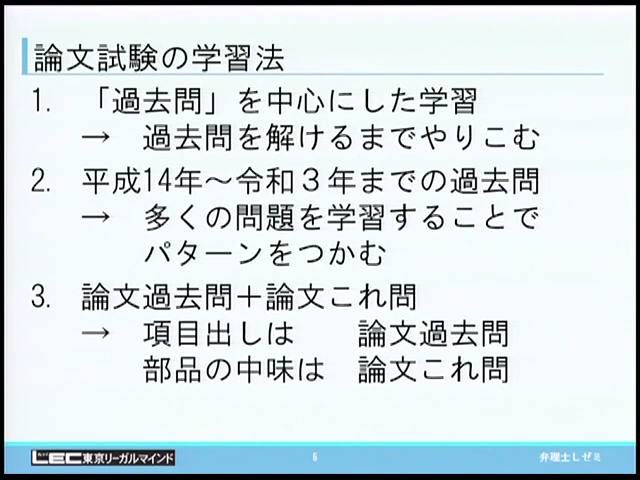 論文試験の学習法
1. 「過去問」を中心にした学習
→ 過去問を解けるまでやりこむ
2. 平成14年～令和３年までの過去問
→ 多くの問題を学習することで
パターンをつかむ
3. 論文過去問＋論文これ問
→ 項目出しは 論文過去問
部品の中味は 論文これ問
LEC東京リーガルマインド
6
弁理士Lゼミ